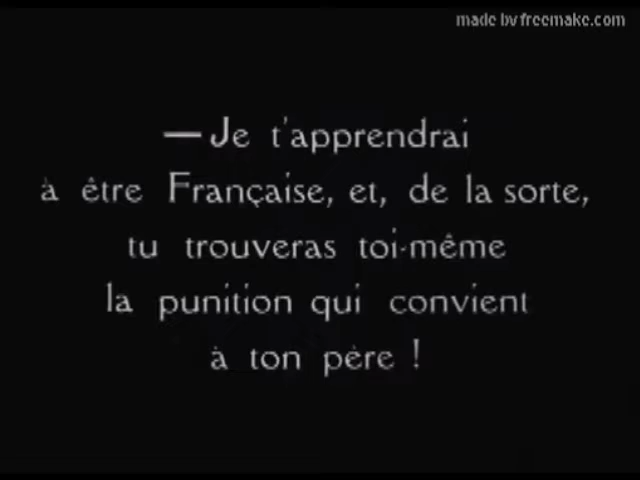 made by freemake.com
— Je t'apprendrai
à être Française, et, de la sorte,
tu trouveras toi-même
la punition qui convient
à ton père !